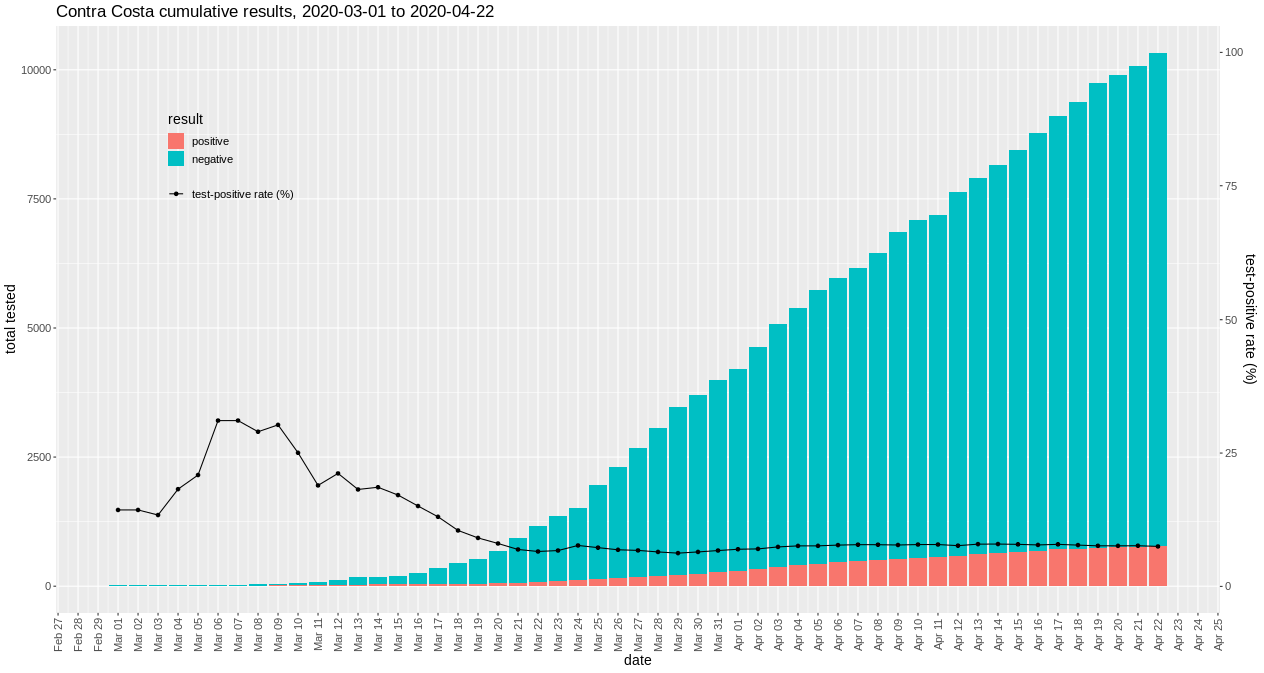 Contra Costa cumulative results, 2020-03-01 to 2020-04-22
total tested
10000
7500
5000
2500
0
result
positive
negative
test-positive rate (%)
100
75
50
25
0
test-positive rate (%)
Feb 27
Feb 28
Feb 29
Mar 01
Mar 02
Mar 03
Mar 04
Mar 05
Mar 06
Mar 07
Mar 08
Mar 09
Mar 10
Mar 11
Mar 12
Mar 13
Mar 14
Mar 15
Mar 16
Mar 17
Mar 18
Mar 19
Mar 20
Mar 21
Mar 22
Mar 23
Mar 24
Mar 25
Mar 26
Mar 27
Mar 28
Mar 29
Mar 30
Mar 31
Apr 01
Apr 02
Apr 03
Apr 04
Apr 05
Apr 06
Apr 07
Apr 08
Apr 09
Apr 10
Apr 11
Apr 12
Apr 13
Apr 14
Apr 15
Apr 16
Apr 17
Apr 18
Apr 19
Apr 20
Apr 21
Apr 22
Apr 23
Apr 24
Apr 25
date